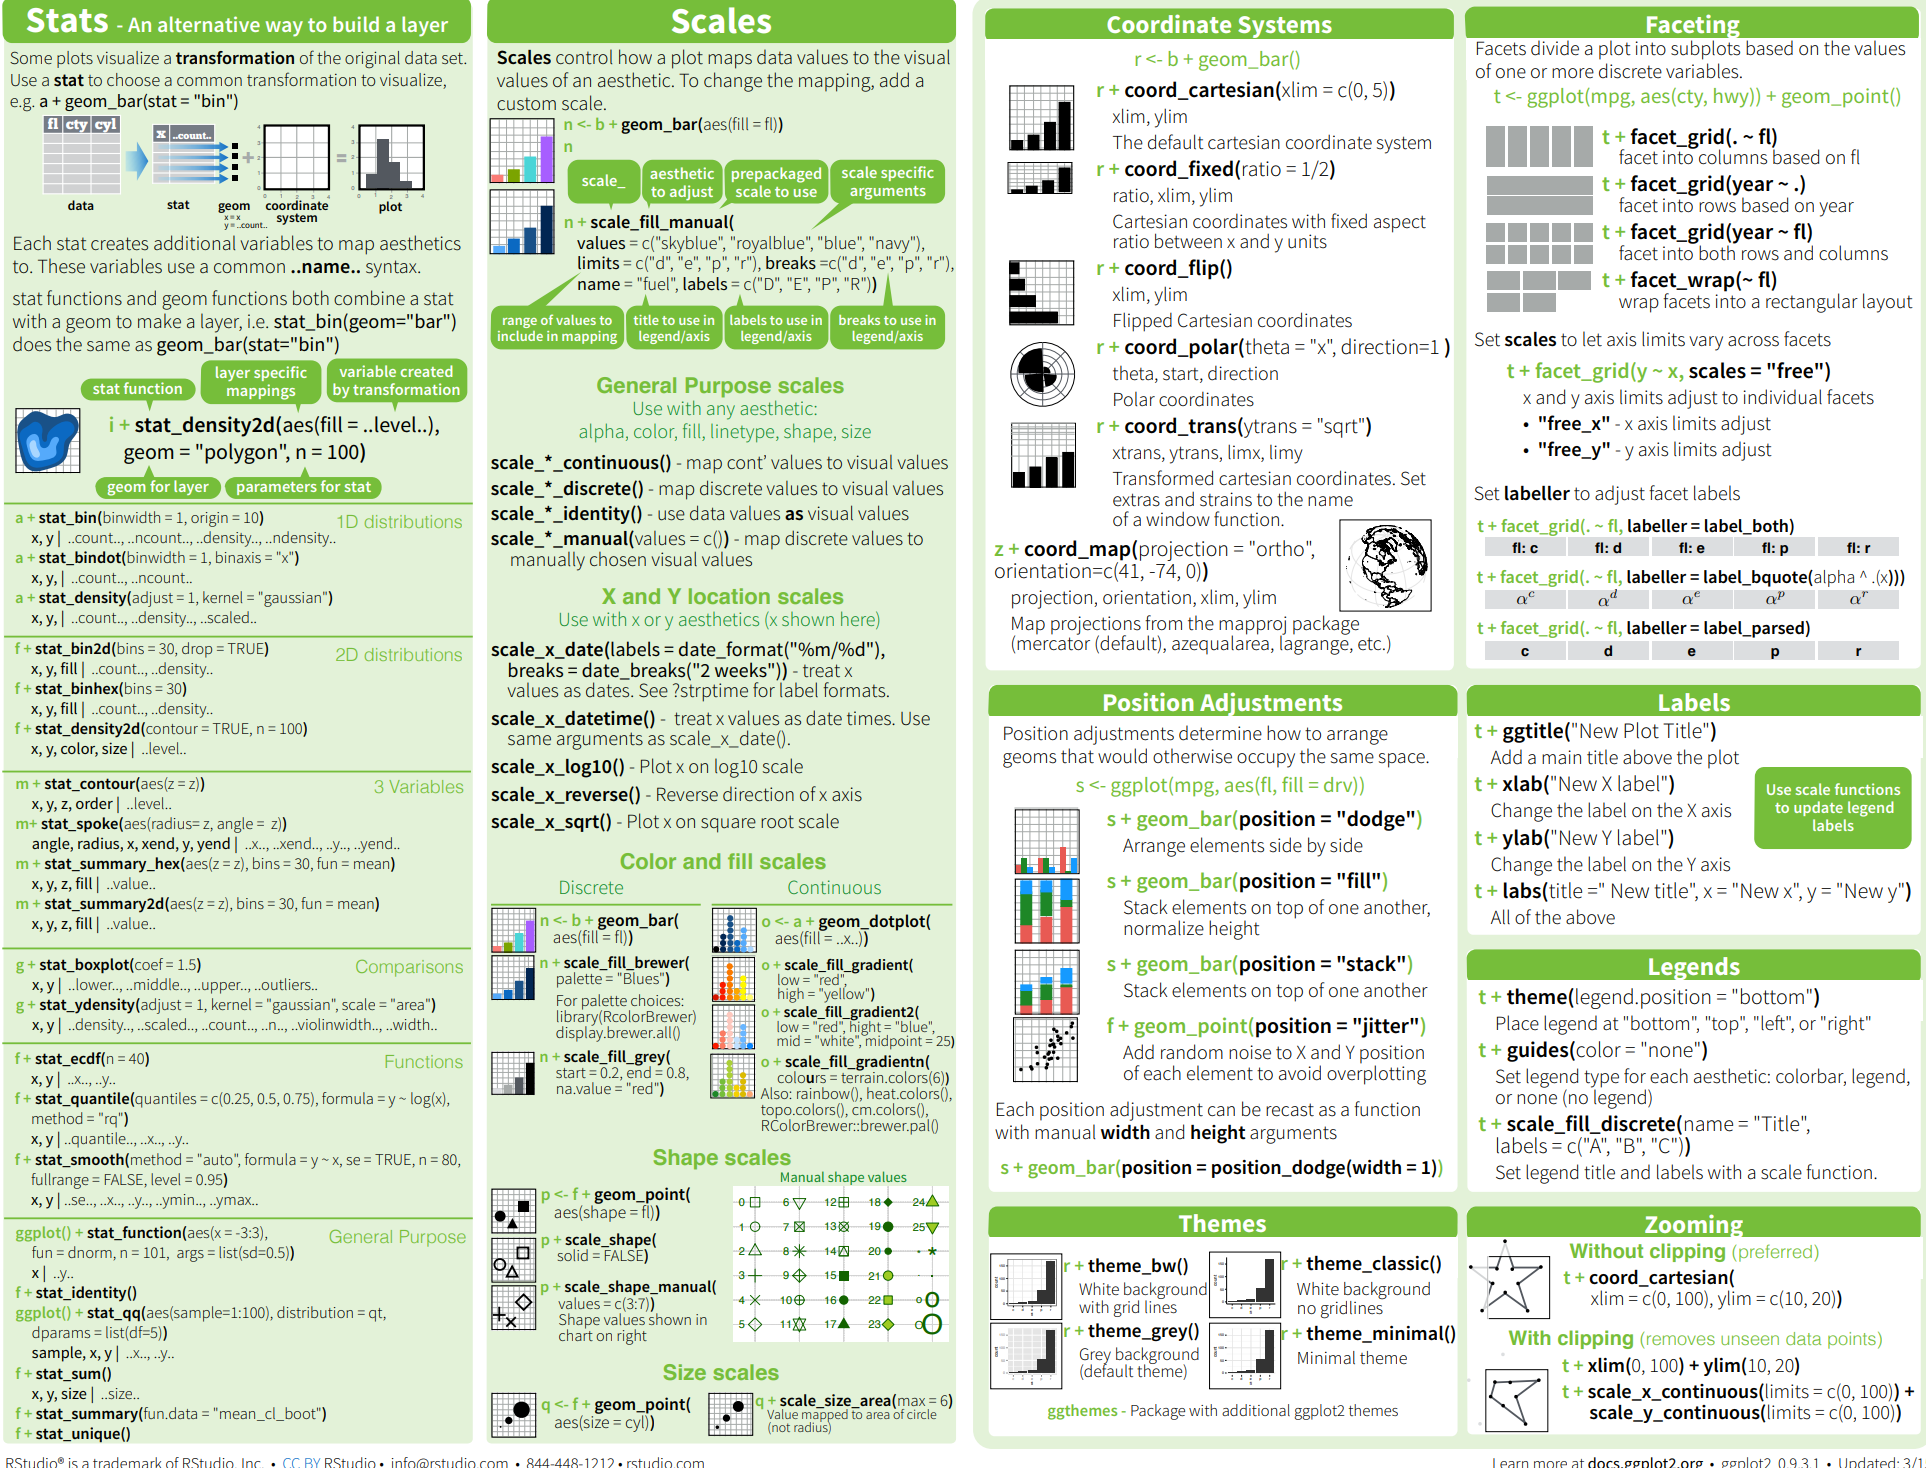 Stats - An alternative way to build a layer
Some plots visualize a transformation of the original data set.
Use a stat to choose a common transformation to visualize,
e.g. a + geom_bar(stat = "bin")
fl cty cyl
x ..count..
data
stat
geom
x = x
y = ..count..
coordinate
system
plot
Each stat creates additional variables to map aesthetics
to. These variables use a common ..name.. syntax.
stat functions and geom functions both combine a stat
with a geom to make a layer, i.e. stat_bin(geom="bar")
does the same as geom_bar(stat="bin")
stat function
layer specific
mappings
variable created
by transformation
i + stat_density2d(aes(fill = ..level..),
geom = "polygon", n = 100)
geom for layer
parameters for stat
1D distributions
a + stat_bin(binwidth = 1, origin = 10)
x, y | ..count.., ..ncount.., ..density.., ..ndensity..
a + stat_bindot(binwidth = 1, binaxis = "x")
x, y, | ..count.., ..ncount..
a + stat_density(adjust = 1, kernel = "gaussian")
x, y, | ..count.., ..density.., ..scaled..
2D distributions
f + stat_bin2d(bins = 30, drop = TRUE)
x, y, fill | ..count.., ..density..
f + stat_binhex(bins = 30)
x, y, fill | ..count.., ..density..
f + stat_density2d(contour = TRUE, n = 100)
x, y, color, size | ..level..
3 Variables
m + stat_contour(aes(z = z))
x, y, z, order | ..level..
m+ stat_spoke(aes(radius= z, angle = z))
angle, radius, x, xend, y, yend | ..x.., ..xend.., ..y.., ..yend..
m + stat_summary_hex(aes(z = z), bins = 30, fun = mean)
x, y, z, fill | ..value..
m + stat_summary2d(aes(z = z), bins = 30, fun = mean)
x, y, z, fill | ..value..
Comparisons
g + stat_boxplot(coef = 1.5)
x, y | ..lower.., ..middle.., ..upper.., ..outliers..
g + stat_ydensity(adjust = 1, kernel = "gaussian", scale = "area")
x, y | ..density.., ..scaled.., ..count.., ..n.., ..violinwidth.., ..width..
Functions
f + stat_ecdf(n = 40)
x, y | ..x.., ..y..
f + stat_quantile(quantiles = c(0.25, 0.5, 0.75), formula = y ~ log(x),
method = "rq")
x, y | ..quantile.., ..x.., ..y..
f + stat_smooth(method = "auto", formula = y ~ x, se = TRUE, n = 80,
fullrange = FALSE, level = 0.95)
x, y | ..se.., ..x.., ..y.., ..ymin.., ..ymax..
General Purpose
ggplot() + stat_function(aes(x = -3:3),
fun = dnorm, n = 101, args = list(sd=0.5))
x | ..y..
f + stat_identity()
ggplot() + stat_qq(aes(sample=1:100), distribution = qt,
dparams = list(df=5))
sample, x, y | ..x.., ..y..
f + stat_sum()
x, y, size | ..size..
f + stat_summary(fun.data = "mean_cl_boot")
f + stat_unique()
Scales
Scales control how a plot maps data values to the visual
values of an aesthetic. To change the mapping, add a
custom scale.
n <- b + geom_bar(aes(fill = fl))
n
scale_
aesthetic
to adjust
prepackaged
scale to use
scale specific
arguments
n + scale_fill_manual(
values = c("skyblue", "royalblue", "blue", "navy"),
limits = c("d", "e", "p", "r"), breaks =c("d", "e", "p", "r"),
name = "fuel", labels = c("D", "E", "P", "R"))
range of values to
include in mapping
title to use in
legend/axis
labels to use in
legend/axis
breaks to use in
legend/axis
General Purpose scales
Use with any aesthetic:
alpha, color, fill, linetype, shape, size
scale_*_continuous() - map cont' values to visual values
scale_*_discrete() - map discrete values to visual values
scale_*_identity() - use data values as visual values
scale_*_manual(values = c()) - map discrete values to
manually chosen visual values
X and Y location scales
Use with x or y aesthetics (x shown here)
scale_x_date(labels = date_format("%m/%d"),
breaks = date_breaks("2 weeks")) - treat x
values as dates. See ?strptime for label formats.
scale_x_datetime() - treat x values as date times. Use
same arguments as scale_x_date().
scale_x_log10() - Plot x on log10 scale
scale_x_reverse() - Reverse direction of x axis
scale_x_sqrt() - Plot x on square root scale
Color and fill scales
Discrete
n <- b + geom_bar(
aes(fill = fl))
n + scale_fill_brewer(
palette = "Blues")
For palette choices:
library(RcolorBrewer)
display.brewer.all()
n + scale_fill_grey(
start = 0.2, end = 0.8,
na.value = "red")
Continuous
o <- a + geom_dotplot(
aes(fill = ..x..))
o + scale_fill_gradient(
low = "red",
high = "yellow")
o + scale_fill_gradient2(
low = "red", hight = "blue",
mid = "white", midpoint = 25)
o + scale_fill_gradientn(
colours = terrain.colors(6))
Also: rainbow(), heat.colors(),
topo.colors(), cm.colors(),
RColorBrewer::brewer.pal()
Shape scales
p <- f + geom_point(
aes(shape = fl))
p + scale_shape(
solid = FALSE)
p + scale_shape_manual(
values = c(3:7))
Shape values shown in
chart on right
Manual shape values
0 6 12 18 24
1 7 13 19 25
2 8 14 20 . *
3 9 15 21
4 10 16 22 o O
5 11 17 23 o O
Size scales
q <- f + geom_point(
aes(size = cyl))
q + scale_size_area(max = 6)
Value mapped to area of circle
(not radius)
Coordinate Systems
r <- b + geom_bar()
r + coord_cartesian(xlim = c(0, 5))
xlim, ylim
The default cartesian coordinate system
r + coord_fixed(ratio = 1/2)
ratio, xlim, ylim
Cartesian coordinates with fixed aspect
ratio between x and y units
r + coord_flip()
xlim, ylim
Flipped Cartesian coordinates
r + coord_polar(theta = "x", direction=1 )
theta, start, direction
Polar coordinates
r + coord_trans(ytrans = "sqrt")
xtrans, ytrans, limx, limy
Transformed cartesian coordinates. Set
extras and strains to the name
of a window function.
z + coord_map(projection = "ortho",
orientation=c(41, -74, 0))
projection, orientation, xlim, ylim
Map projections from the mapproj package
(mercator (default), azequalarea, lagrange, etc.)
Position Adjustments
Position adjustments determine how to arrange
geoms that would otherwise occupy the same space.
s <- ggplot(mpg, aes(fl, fill = drv))
s + geom_bar(position = "dodge")
Arrange elements side by side
s + geom_bar(position = "fill")
Stack elements on top of one another,
normalize height
s + geom_bar(position = "stack")
Stack elements on top of one another
f + geom_point(position = "jitter")
Add random noise to X and Y position
of each element to avoid overplotting
Each position adjustment can be recast as a function
with manual width and height arguments
s + geom_bar(position = position_dodge(width = 1))
Themes
r + theme_bw()
White background
with grid lines
r + theme_grey()
Grey background
(default theme)
r + theme_classic()
White background
no gridlines
r + theme_minimal()
Minimal theme
ggthemes - Package with additional ggplot2 themes
Faceting
Facets divide a plot into subplots based on the values
of one or more discrete variables.
t <- ggplot(mpg, aes(cty, hwy)) + geom_point()
t + facet_grid(. ~ fl)
facet into columns based on fl
t + facet_grid(year ~ .)
facet into rows based on year
t + facet_grid(year ~ fl)
facet into both rows and columns
t + facet_wrap(~ fl)
wrap facets into a rectangular layout
Set scales to let axis limits vary across facets
t + facet_grid(y ~ x, scales = "free")
x and y axis limits adjust to individual facets
• "free_x" - x axis limits adjust
• "free_y" - y axis limits adjust
Set labeller to adjust facet labels
t + facet_grid(. ~ fl, labeller = label_both)
fl: c fl: d fl: e fl: p fl: r
t + facet_grid(. ~ fl, labeller = label_bquote(alpha ^ .(x)))
α^c α^d α^e α^p α^r
t + facet_grid(. ~ fl, labeller = label_parsed)
c d e p r
Labels
t + ggtitle("New Plot Title")
Add a main title above the plot
t + xlab("New X label")
Change the label on the X axis
t + ylab("New Y label")
Change the label on the Y axis
t + labs(title =" New title", x = "New x", y = "New y")
All of the above
Use scale functions
to update legend
labels
Legends
t + theme(legend.position = "bottom")
Place legend at "bottom", "top", "left", or "right"
t + guides(color = "none")
Set legend type for each aesthetic: colorbar, legend,
or none (no legend)
t + scale_fill_discrete(name = "Title",
labels = c("A", "B", "C"))
Set legend title and labels with a scale function.
Zooming
Without clipping (preferred)
t + coord_cartesian(
xlim = c(0, 100), ylim = c(10, 20))
With clipping (removes unseen data points)
t + xlim(0, 100) + ylim(10, 20)
t + scale_x_continuous(limits = c(0, 100)) +
scale_y_continuous(limits = c(0, 100))
RStudio® is a trademark of RStudio, Inc. • CC BY RStudio • info@rstudio.com • 844-448-1212 • rstudio.com
Learn more at docs.ggplot2.org • ggplot2 0.9.3.1 • Updated: 3/1